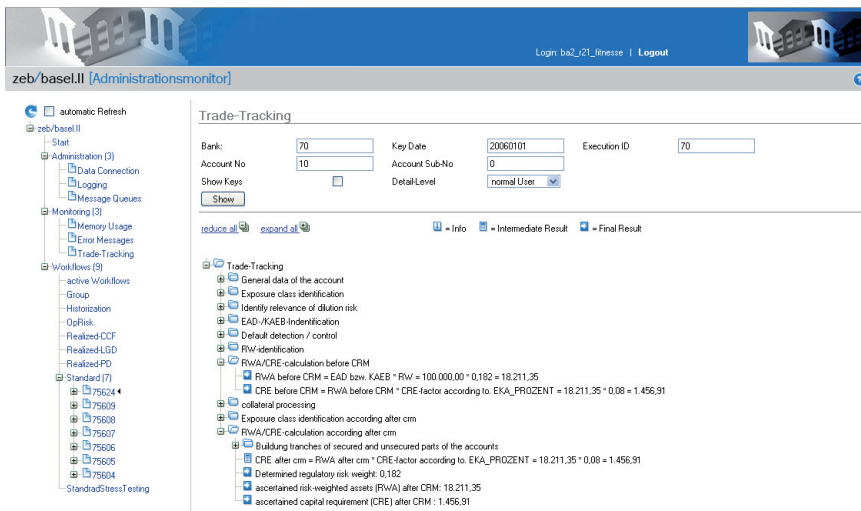 Login: ba2_r21_fitnesse | Logout
zeb/basel.II [Administrationsmonitor]
automatic Refresh
zeb/basel.II
Start
Administration (3)
Data Connection
Logging
Message Queues
Monitoring (3)
Memory Usage
Error Messages
Trade-Tracking
Workflows (9)
active Workflows
Group
Historization
OpRisk
Realized-CCF
Realized-LGD
Realized-PD
Standard (7)
75624
75609
75608
75607
75606
75605
75604
StandradStressTesting
Trade-Tracking
Bank: 70 Key Date 20060101 Execution ID 70
Account No 10 Account Sub-No 0
Show Keys Detail-Level normal User
Show
reduce all expand all = Info = Intermediate Result = Final Result
Trade-Tracking
General data of the account
Exposure class identification
Identify relevance of dilution risk
EAD-/KAEB-Indentification
Default detection / control
RW-identification
RWA/CRE-calculation before CRM
RWA before CRM = EAD bzw. KAEB * RW = 100.000,00 * 0,182 = 18.211,35
CRE before CRM = RWA before CRM * CRE-factor according to. EKA_PROZENT = 18.211,35 * 0,08 = 1.456,91
collateral processing
Exposure class identification according after crm
RWA/CRE-calculation according after crm
Buildung tranches of secured and unsecured parts of the accounts
CRE after crm = RWA after crm * CRE-factor according to. EKA_PROZENT = 18.211,35 * 0,08 = 1.456,91
Determined regulatory risk weight: 0,182
ascertained risk-weighted assets (RWA) after CRM: 18.211,35
ascertained capital requirement (CRE) after CRM : 1.456,91